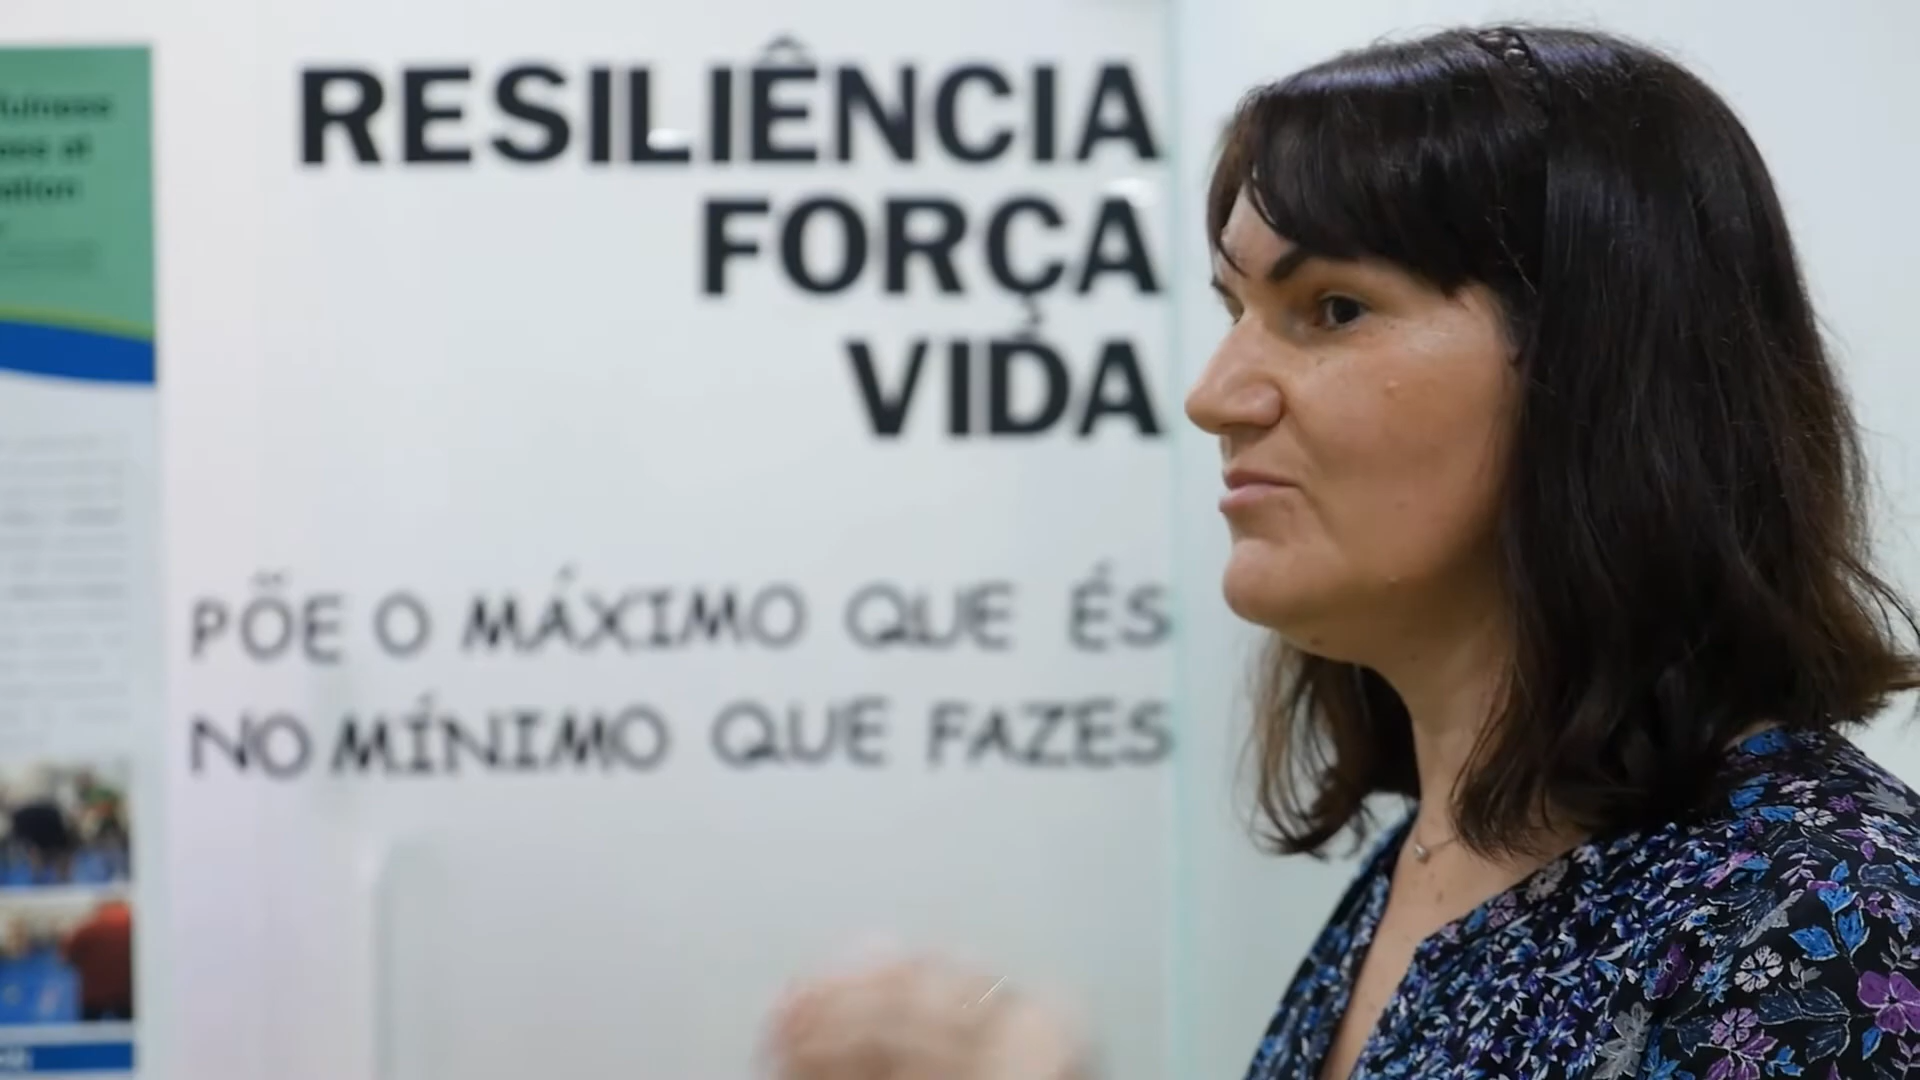 RESILIÊNCIA
FORÇA
VIDA
PÕE O MÁXIMO QUE ÉS
NO MÍNIMO QUE FAZES